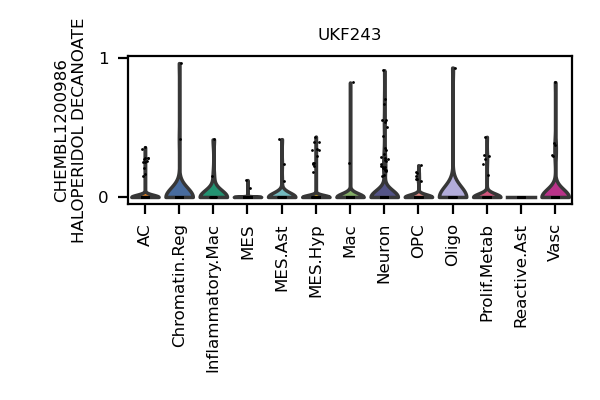 UKF243
CHEMBL1200986
HALOPERIDOL DECANOATE
1
0
AC
Chromatin.Reg
Inflammatory.Mac
MES
MES.Ast
MES.Hyp
Mac
Neuron
OPC
Oligo
Prolif.Metab
Reactive.Ast
Vasc